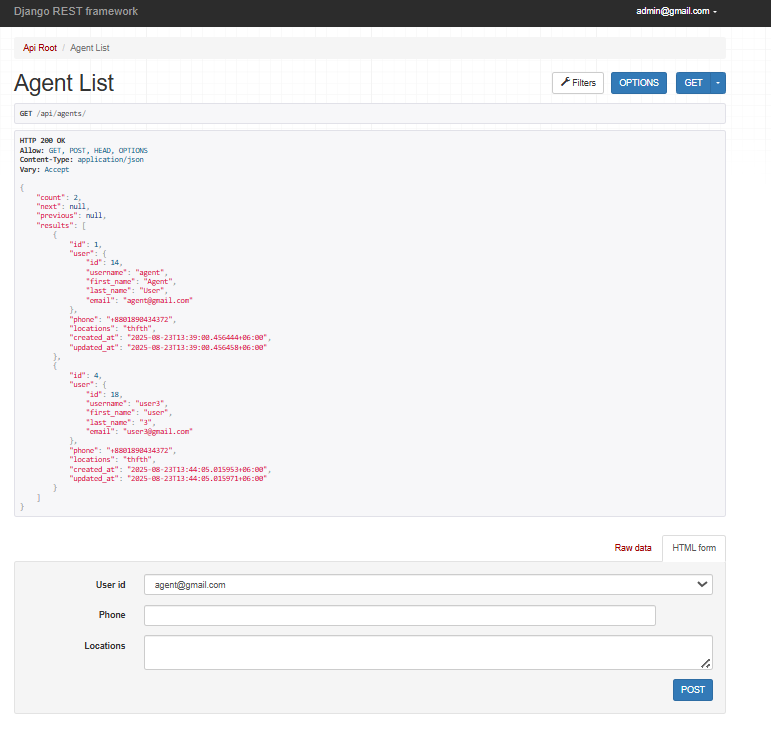 Django REST framework
admin@gmail.com
Api Root / Agent List
Agent List
Filters
OPTIONS
GET
GET /api/agents/
HTTP 200 OK
Allow: GET, POST, HEAD, OPTIONS
Content-Type: application/json
Vary: Accept
{
"count": 2,
"next": null,
"previous": null,
"results": [
{
"id": 1,
"user": {
"id": 14,
"username": "agent",
"first_name": "Agent",
"last_name": "User",
"email": "agent@gmail.com"
},
"phone": "+8801890434372",
"locations": "thfth",
"created_at": "2025-08-23T13:39:00.456444+06:00",
"updated_at": "2025-08-23T13:39:00.456458+06:00"
},
{
"id": 4,
"user": {
"id": 18,
"username": "user3",
"first_name": "user",
"last_name": "3",
"email": "user3@gmail.com"
},
"phone": "+8801890434372",
"locations": "thfth",
"created_at": "2025-08-23T13:44:05.015953+06:00",
"updated_at": "2025-08-23T13:44:05.015971+06:00"
}
]
}
Raw data
HTML form
User id
agent@gmail.com
Phone
Locations
POST